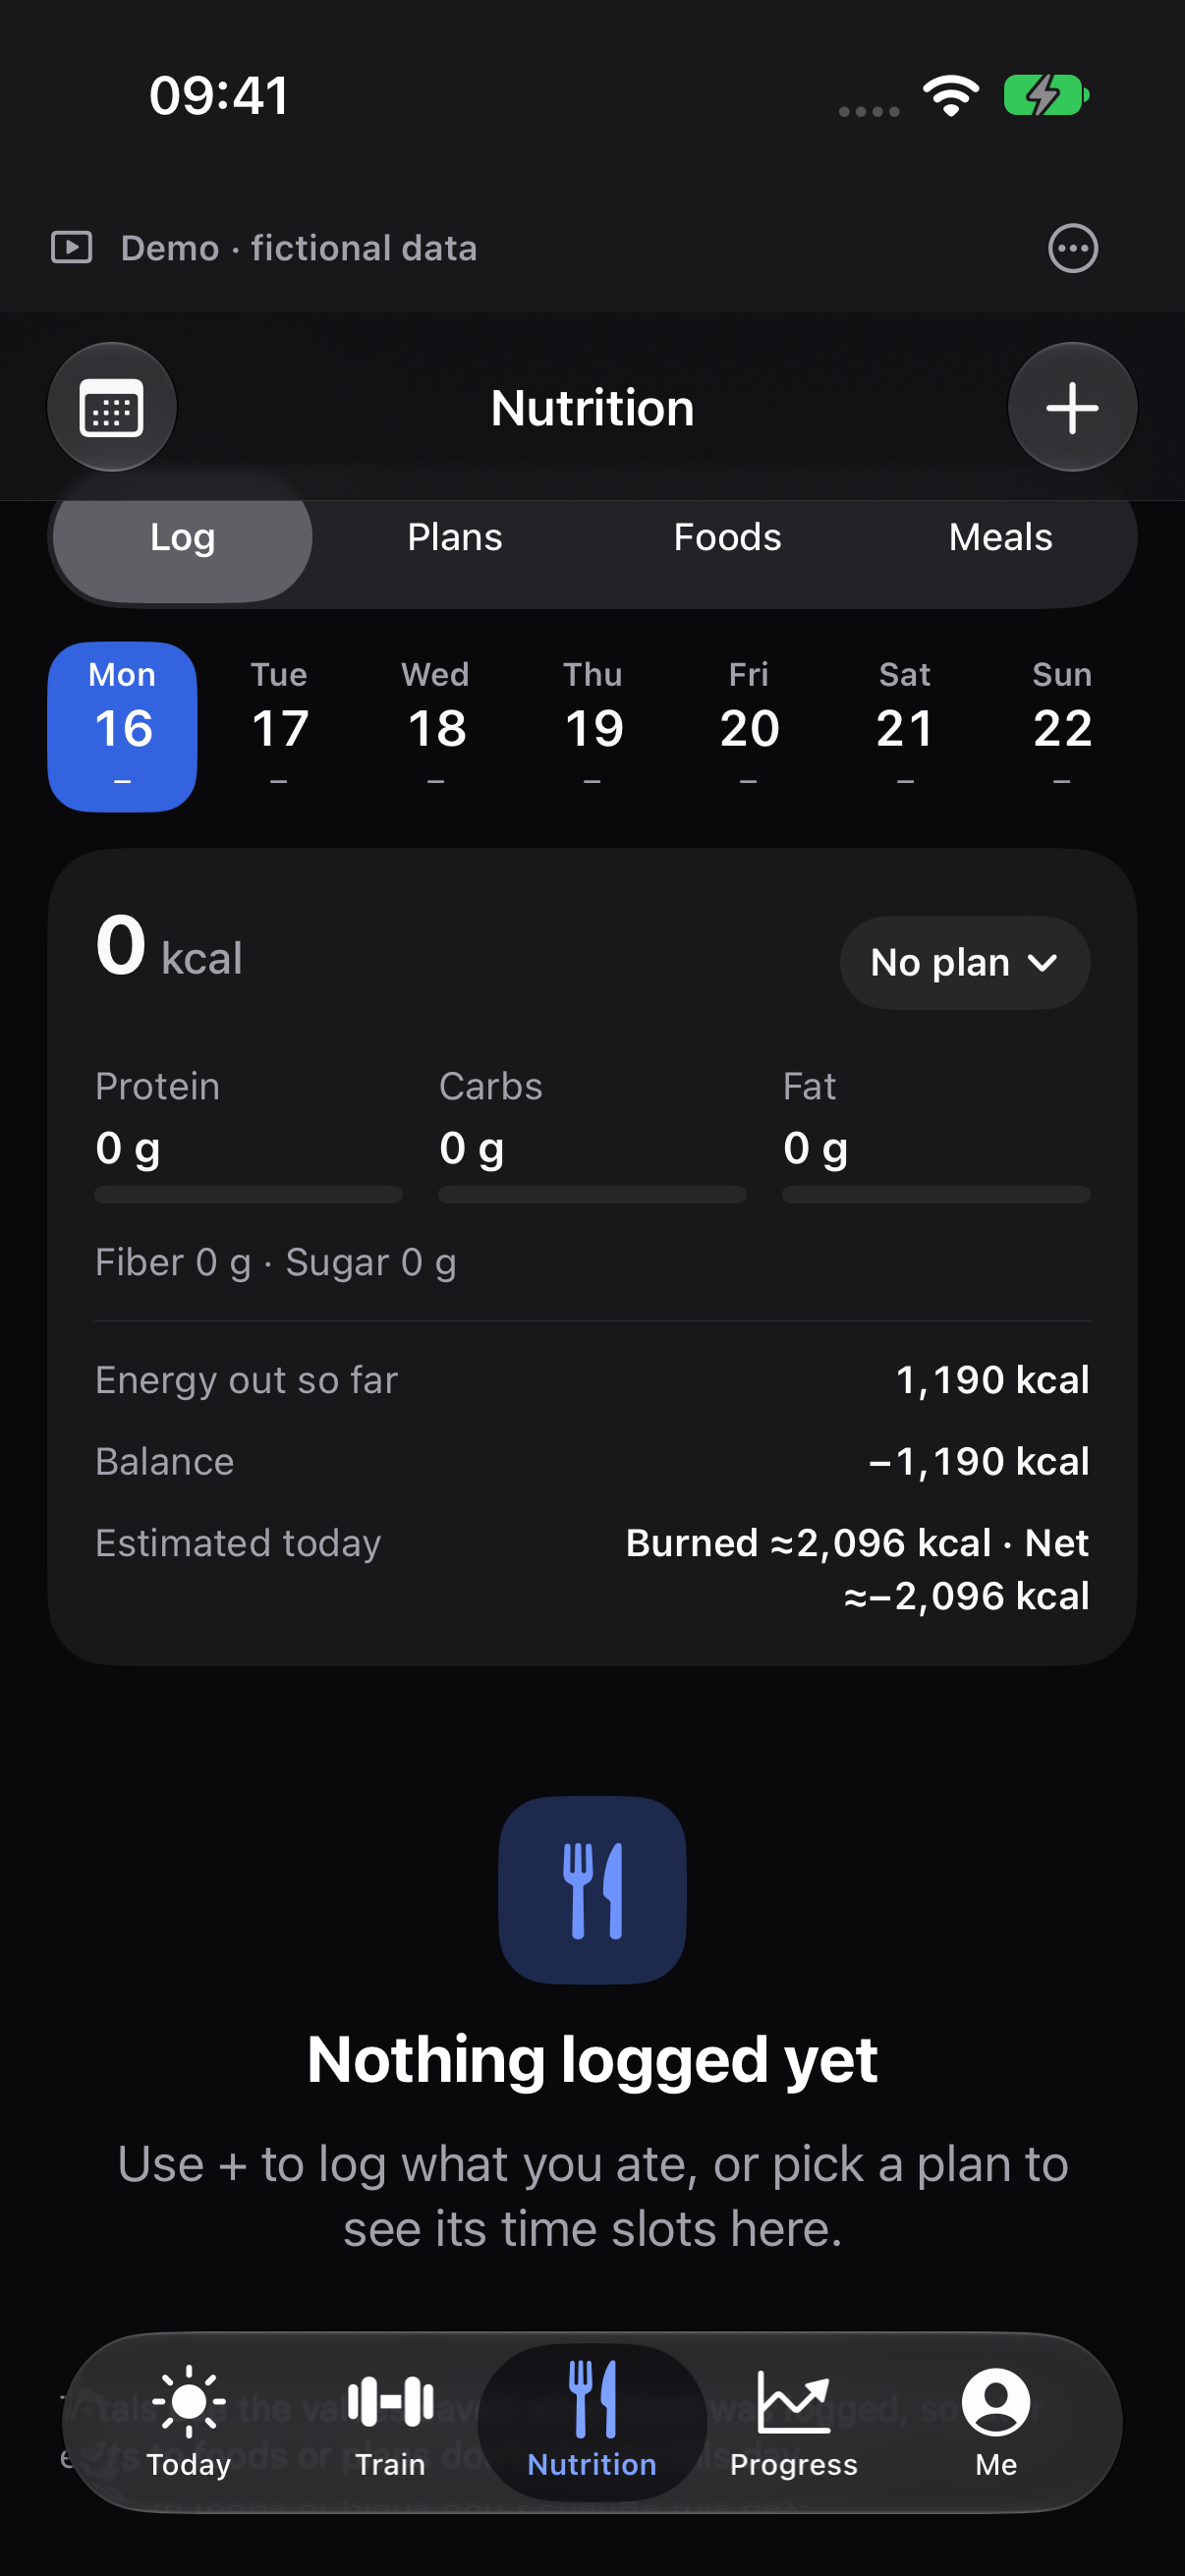 09:41
Demo · fictional data
Nutrition
Log Plans Foods Meals
Mon Tue Wed Thu Fri Sat Sun
16 17 18 19 20 21 22
– – – – – – –
0 kcal
No plan
Protein Carbs Fat
0 g 0 g 0 g
Fiber 0 g · Sugar 0 g
Energy out so far 1,190 kcal
Balance −1,190 kcal
Estimated today Burned ≈2,096 kcal · Net
≈−2,096 kcal
Nothing logged yet
Use + to log what you ate, or pick a plan to
see its time slots here.
Today Train Nutrition Progress Me